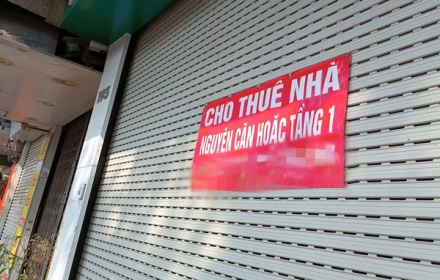 CHO THUÊ NHÀ
NGUYÊN CĂN HOẶC TẦNG 1